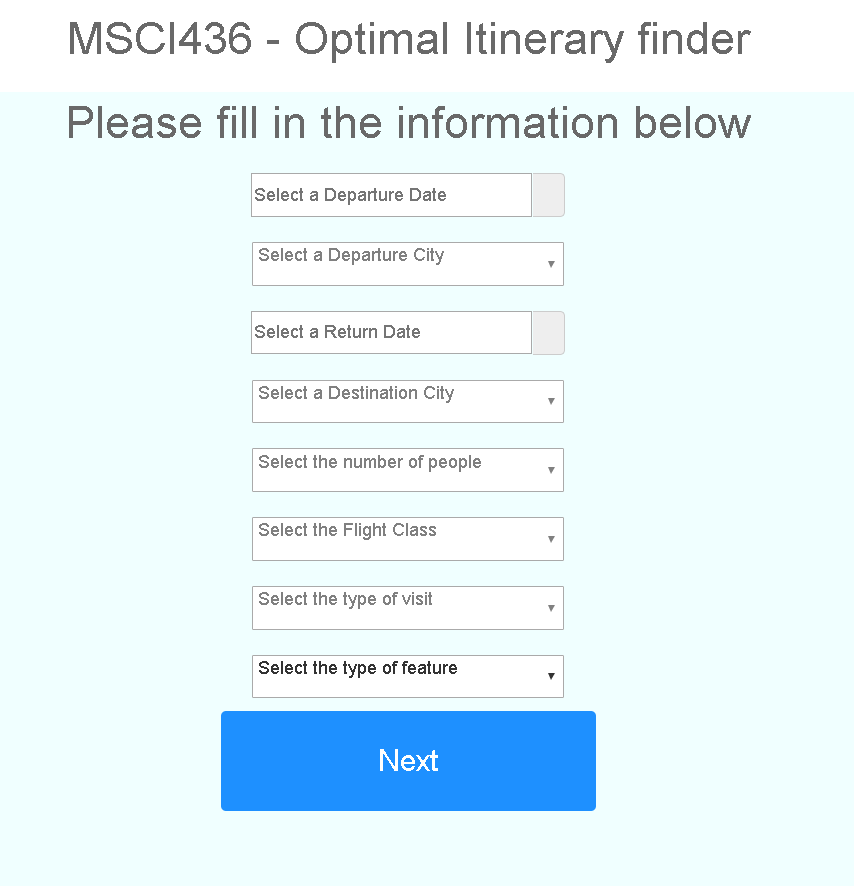 MSCI436 - Optimal Itinerary finder
Please fill in the information below
Select a Departure Date
Select a Departure City
Select a Return Date
Select a Destination City
Select the number of people
Select the Flight Class
Select the type of visit
Select the type of feature
Next